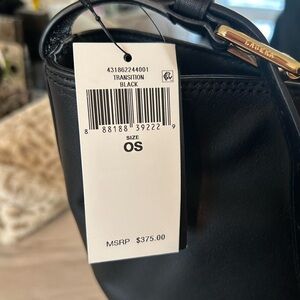 431862244001
TRANSITION
BLACK
8 88188 39222 9
SIZE
OS
MSRP $375.00